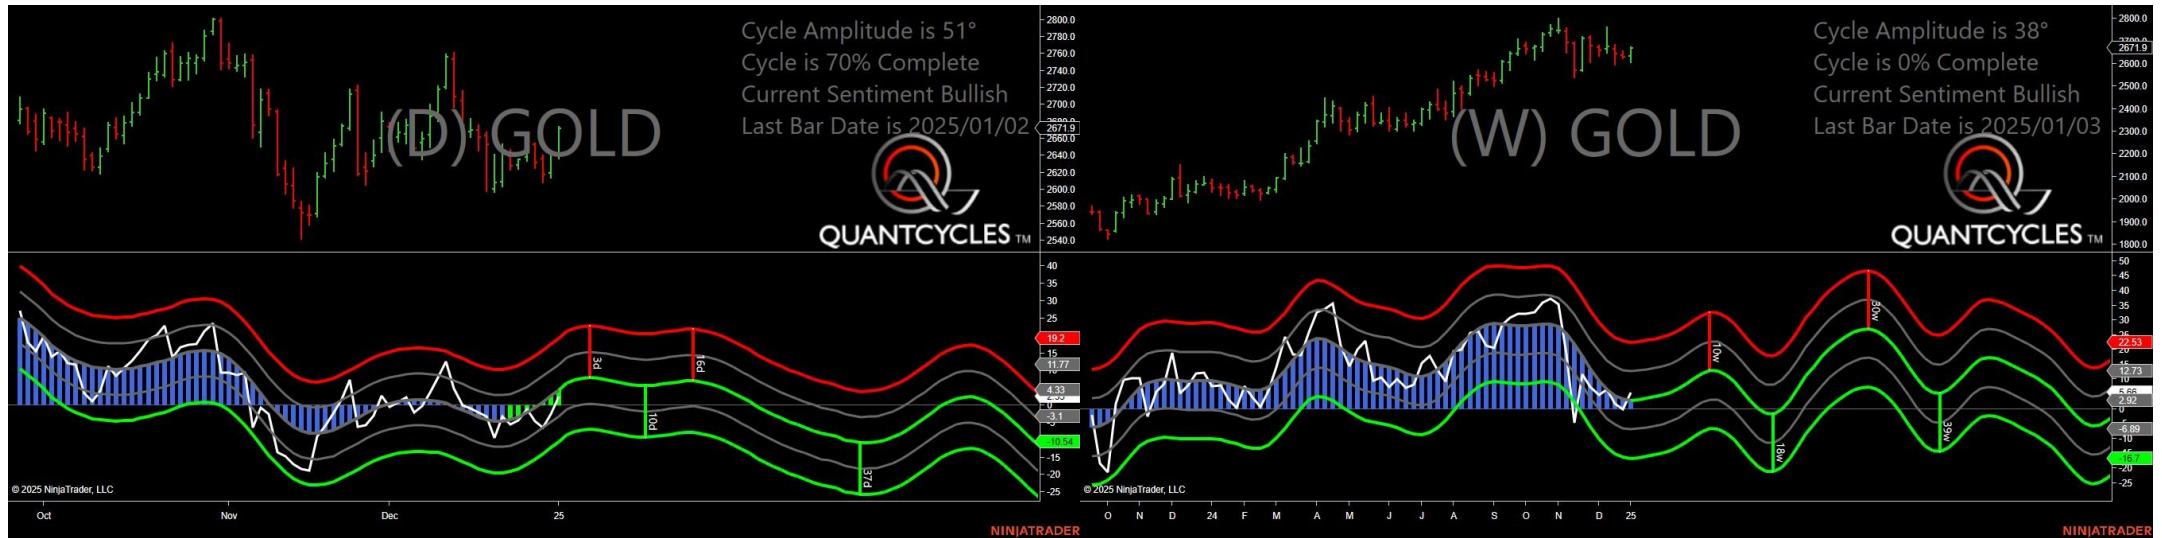 Cycle Amplitude is 51°
Cycle is 70% Complete
Current Sentiment Bullish
Last Bar Date is 2025/01/02
(D) GOLD
QUANTCYCLES TM
2800.0
2780.0
2760.0
2740.0
2720.0
2700.0
2680.0
2671.9
2660.0
2640.0
2620.0
2600.0
2580.0
2560.0
2540.0
40
35
30
25
19.2
15
11.77
4.33
0
-3.1
-10.54
-15
-20
-25
3d
10d
16d
37d
© 2025 NinjaTrader, LLC
Oct
Nov
Dec
25
NINJATRADER
Cycle Amplitude is 38°
Cycle is 0% Complete
Current Sentiment Bullish
Last Bar Date is 2025/01/03
(W) GOLD
QUANTCYCLES TM
2800.0
2671.9
2600.0
2500.0
2400.0
2300.0
2200.0
2100.0
2000.0
1900.0
1800.0
50
45
40
35
30
25
22.53
20
15
12.73
5.66
2.92
0
-6.89
-10
-16.7
-20
-25
10w
18w
30w
39w
© 2025 NinjaTrader, LLC
O
N
D
24
F
M
A
M
J
J
A
S
O
N
D
25
NINJATRADER